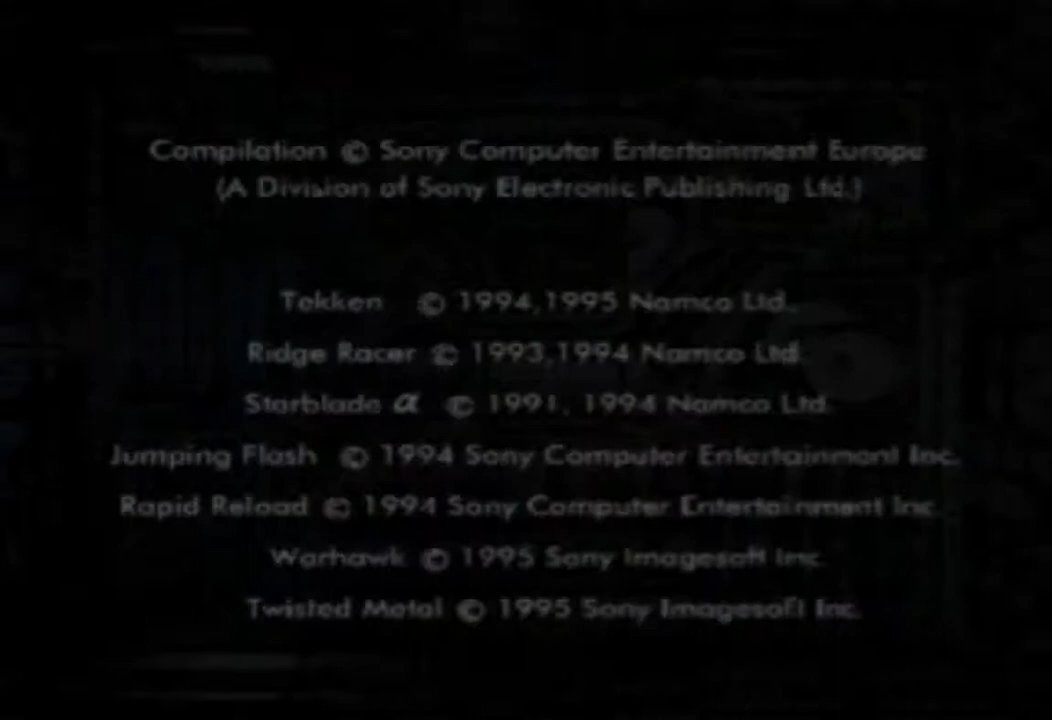 Compilation © Sony Computer Entertainment Europe
(A Division of Sony Electronic Publishing Ltd.)
Tekken © 1994,1995 Namco Ltd.
Ridge Racer © 1993,1994 Namco Ltd.
Starblade α © 1991, 1994 Namco Ltd.
Jumping Flash © 1994 Sony Computer Entertainment Inc.
Rapid Reload © 1994 Sony Computer Entertainment Inc.
Warhawk © 1995 Sony Imagesoft Inc.
Twisted Metal © 1995 Sony Imagesoft Inc.